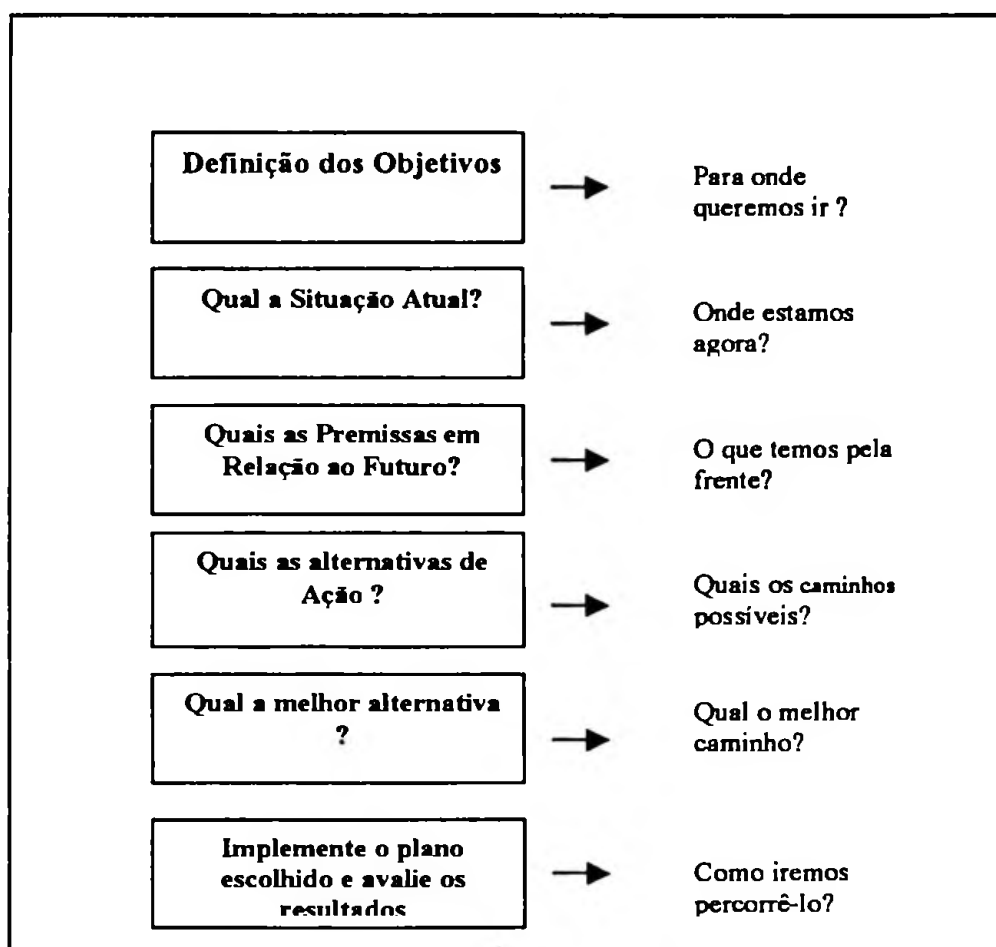 Definição dos Objetivos
Para onde
queremos ir ?
Qual a Situação Atual?
Onde estamos
agora?
Quais as Premissas em
Relação ao Futuro?
O que temos pela
frente?
Quais as alternativas de
Ação ?
Quais os caminhos
possíveis?
Qual a melhor alternativa
?
Qual o melhor
caminho?
Implemente o plano
escolhido e avalie os
resultados
Como iremos
percorrê-lo?